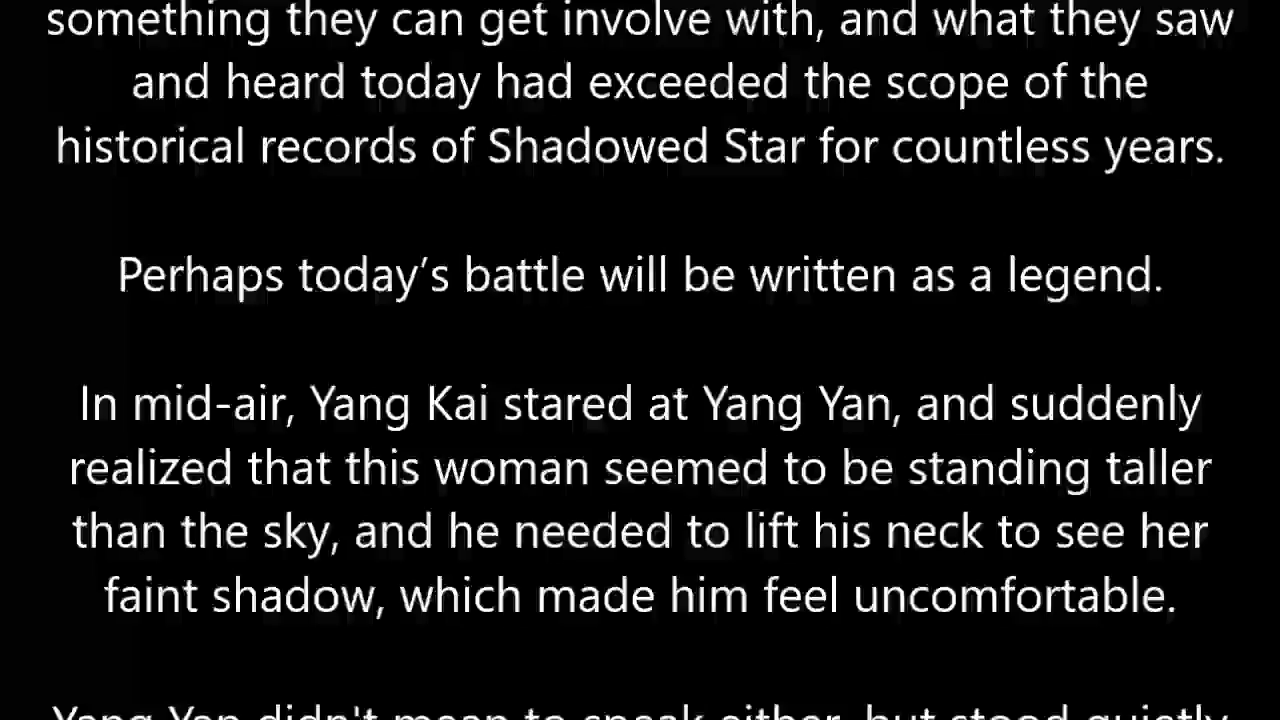 something they can get involve with, and what they saw
and heard today had exceeded the scope of the
historical records of Shadowed Star for countless years.
Perhaps today’s battle will be written as a legend.
In mid-air, Yang Kai stared at Yang Yan, and suddenly
realized that this woman seemed to be standing taller
than the sky, and he needed to lift his neck to see her
faint shadow, which made him feel uncomfortable.
Yang Yan didn't mean to speak either, but stood quietly